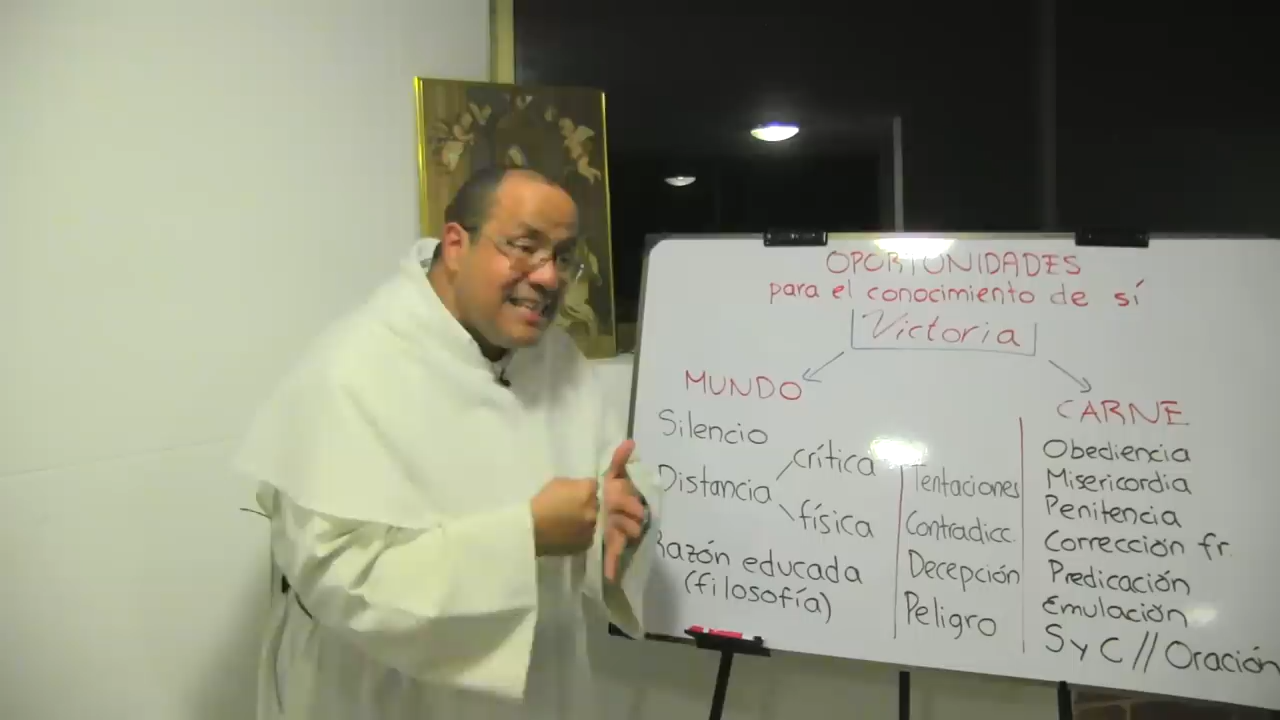 OPORTUNIDADES
para el conocimiento de sí
Victoria
MUNDO
Silencio
Distancia
crítica
física
Razón educada
(filosofía)
Tentaciones
Contradicc.
Decepción
Peligro
CARNE
Obediencia
Misericordia
Penitencia
Corrección fr.
Predicación
Emulación
S y C // Oración